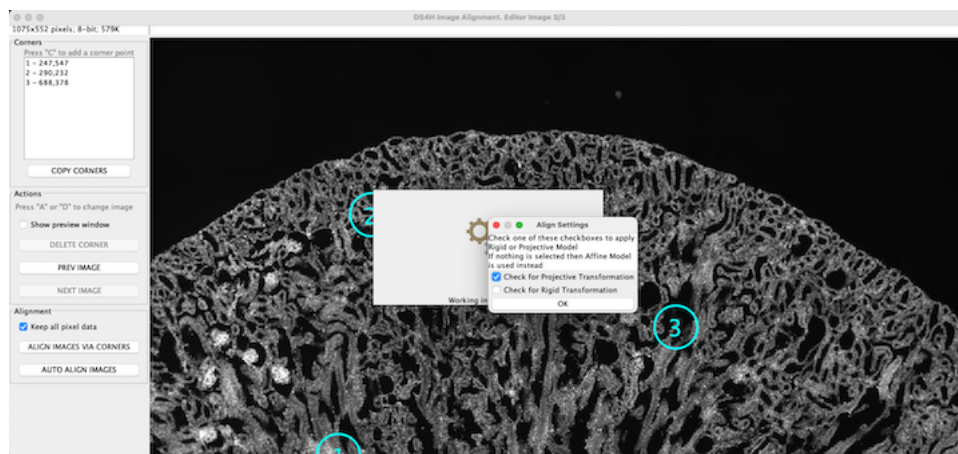 DS4H Image Alignment. Editor Image 3/3
1075x552 pixels; 8-bit; 579K
Corners
Press "C" to add a corner point
1 - 247,547
2 - 290,232
3 - 688,378
COPY CORNERS
Actions
Press "A" or "D" to change image
Show preview window
DELETE CORNER
PREV IMAGE
NEXT IMAGE
Alignment
Keep all pixel data
ALIGN IMAGES VIA CORNERS
AUTO ALIGN IMAGES
2
Working in
Align Settings
Check one of these checkboxes to apply
Rigid or Projective Model
If nothing is selected then Affine Model
is used instead
Check for Projective Transformation
Check for Rigid Transformation
OK
3
1